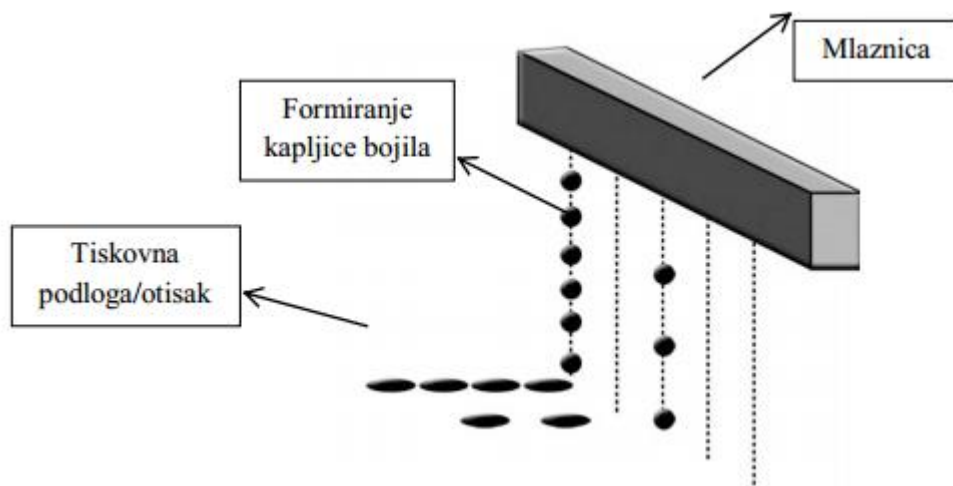 Mlaznica
Formiranje
kapljice bojila
Tiskovna
podloga/otisak